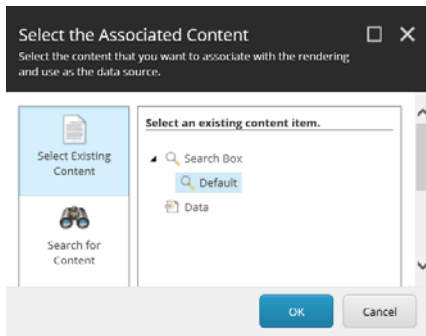 Select the Associated Content
Select the content that you want to associate with the rendering
and use as the data source.
Select Existing
Content
Search for
Content
Select an existing content item.
Search Box
Default
Data
OK
Cancel